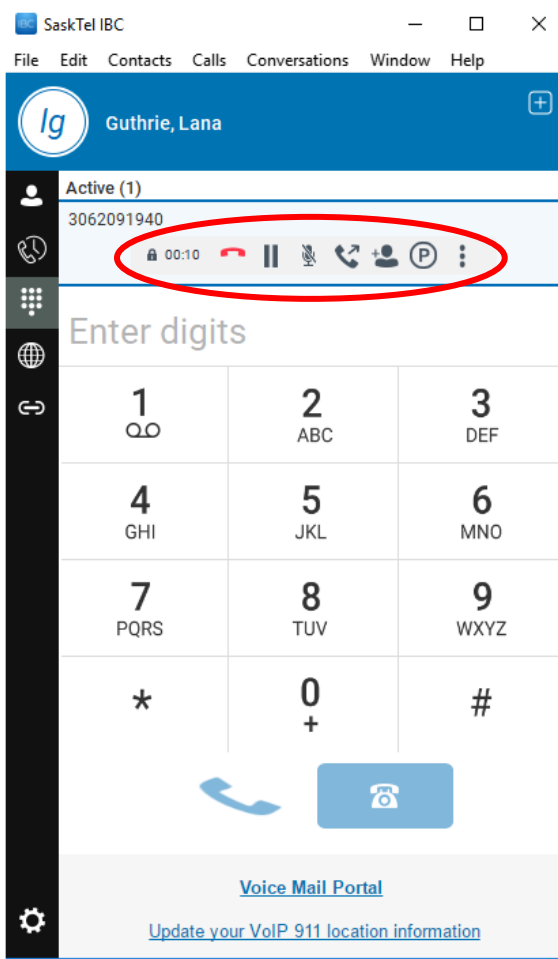 IBC SaskTel IBC
File Edit Contacts Calls Conversations Window Help
lg Guthrie, Lana
Active (1)
3062091940
00:10 P
Enter digits
1 2 3
ABC DEF
4 5 6
GHI JKL MNO
7 8 9
PQRS TUV WXYZ
* 0 #
+
Voice Mail Portal
Update your VoIP 911 location information